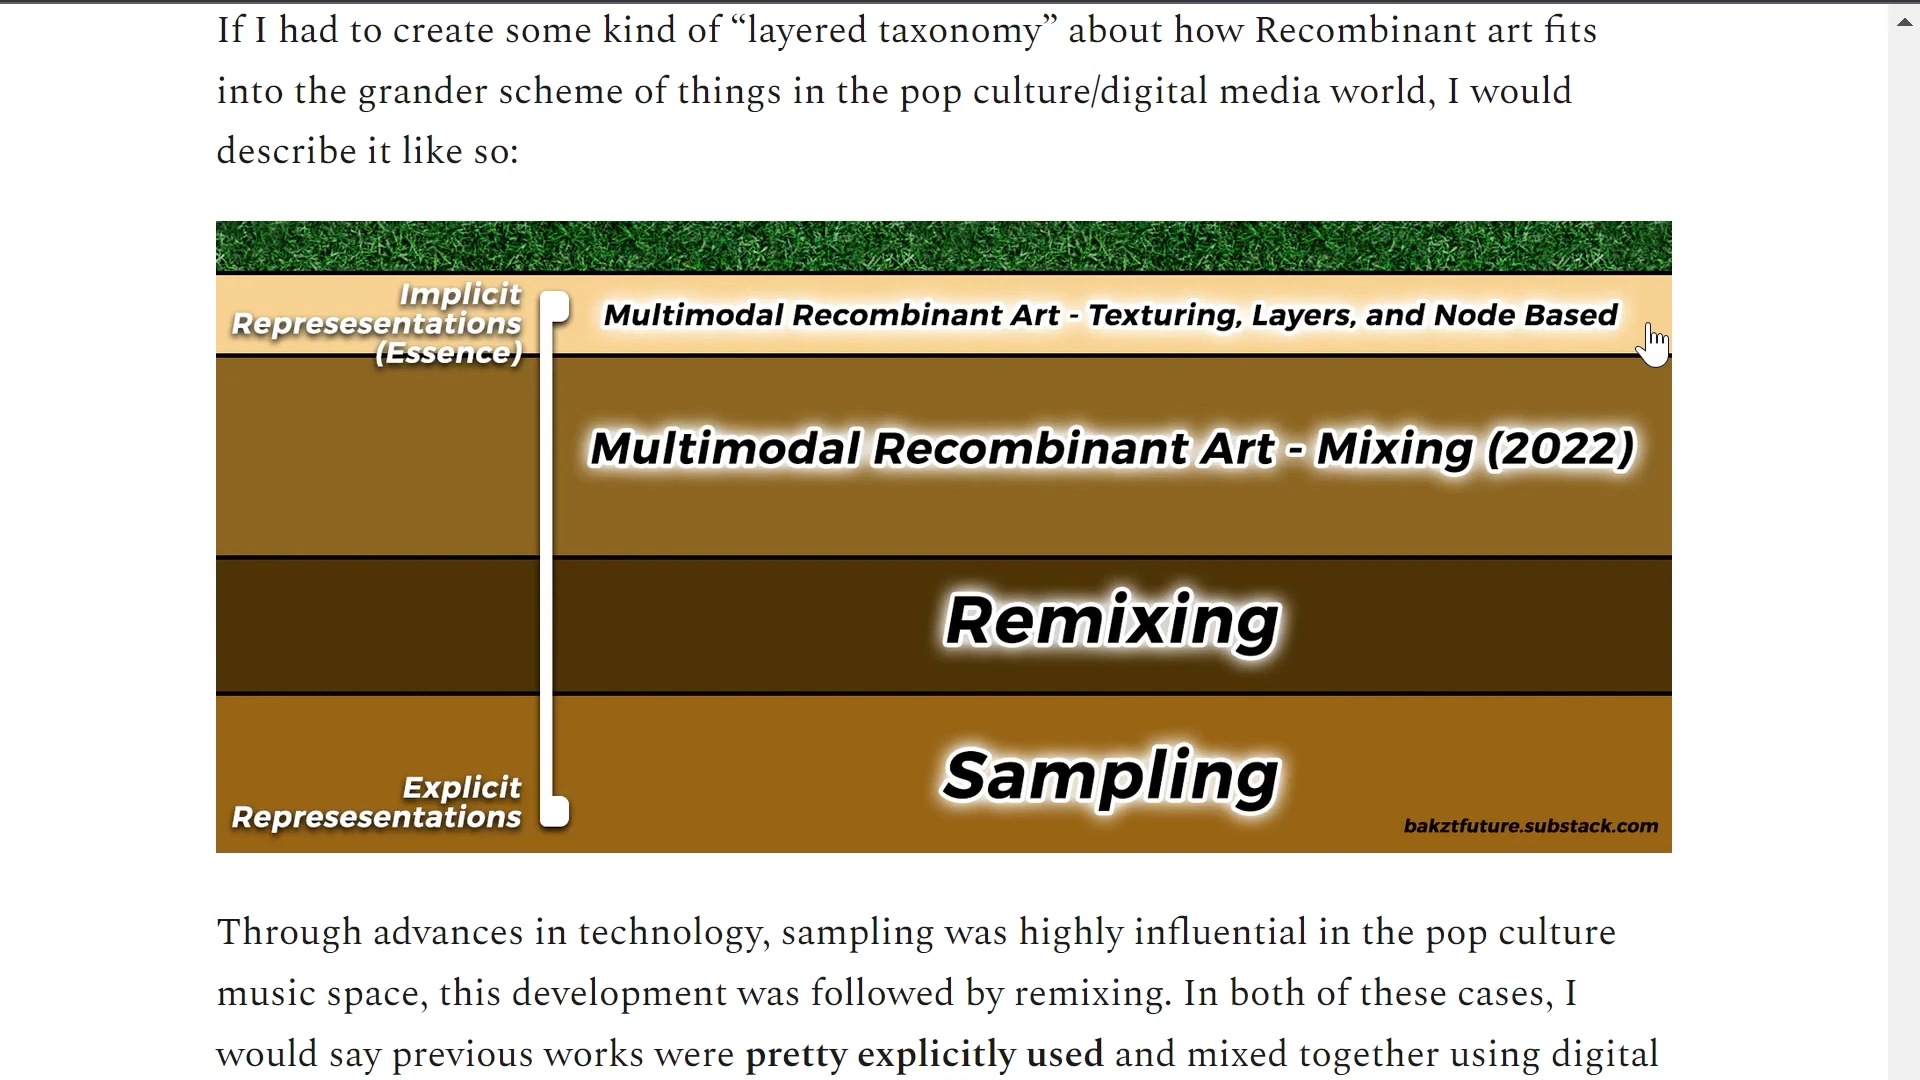 If I had to create some kind of “layered taxonomy” about how Recombinant art fits
into the grander scheme of things in the pop culture/digital media world, I would
describe it like so:
Implicit
Represesentations
(Essence)
Multimodal Recombinant Art - Texturing, Layers, and Node Based
Multimodal Recombinant Art - Mixing (2022)
Remixing
Sampling
Explicit
Represesentations
bakztfuture.substack.com
Through advances in technology, sampling was highly influential in the pop culture
music space, this development was followed by remixing. In both of these cases, I
would say previous works were pretty explicitly used and mixed together using digital